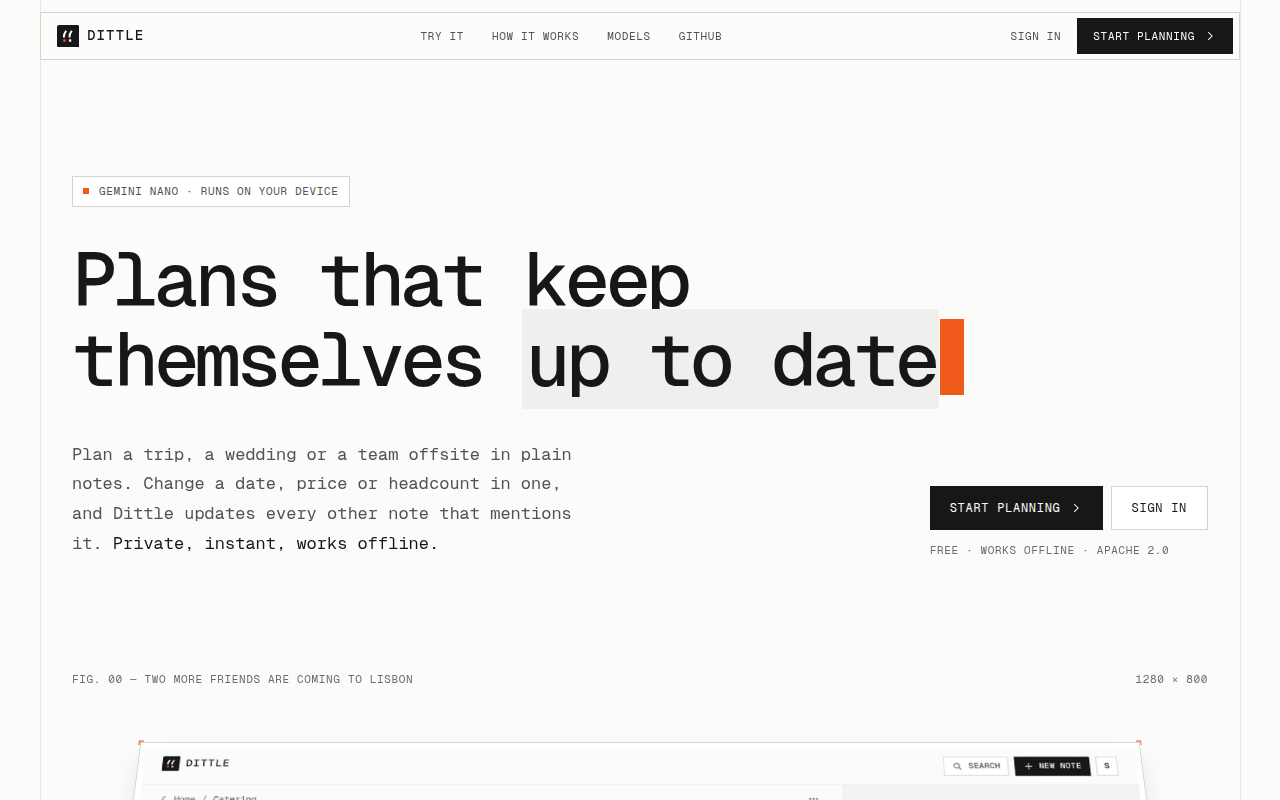 DITTLE
TRY IT
HOW IT WORKS
MODELS
GITHUB
SIGN IN
START PLANNING
GEMINI NANO · RUNS ON YOUR DEVICE
Plans that keep
themselves up to date
Plan a trip, a wedding or a team offsite in plain
notes. Change a date, price or headcount in one,
and Dittle updates every other note that mentions
it. Private, instant, works offline.
START PLANNING
SIGN IN
FREE · WORKS OFFLINE · APACHE 2.0
FIG. 00 — TWO MORE FRIENDS ARE COMING TO LISBON
1280 × 800
DITTLE
SEARCH
+ NEW NOTE
S
Home / Catering